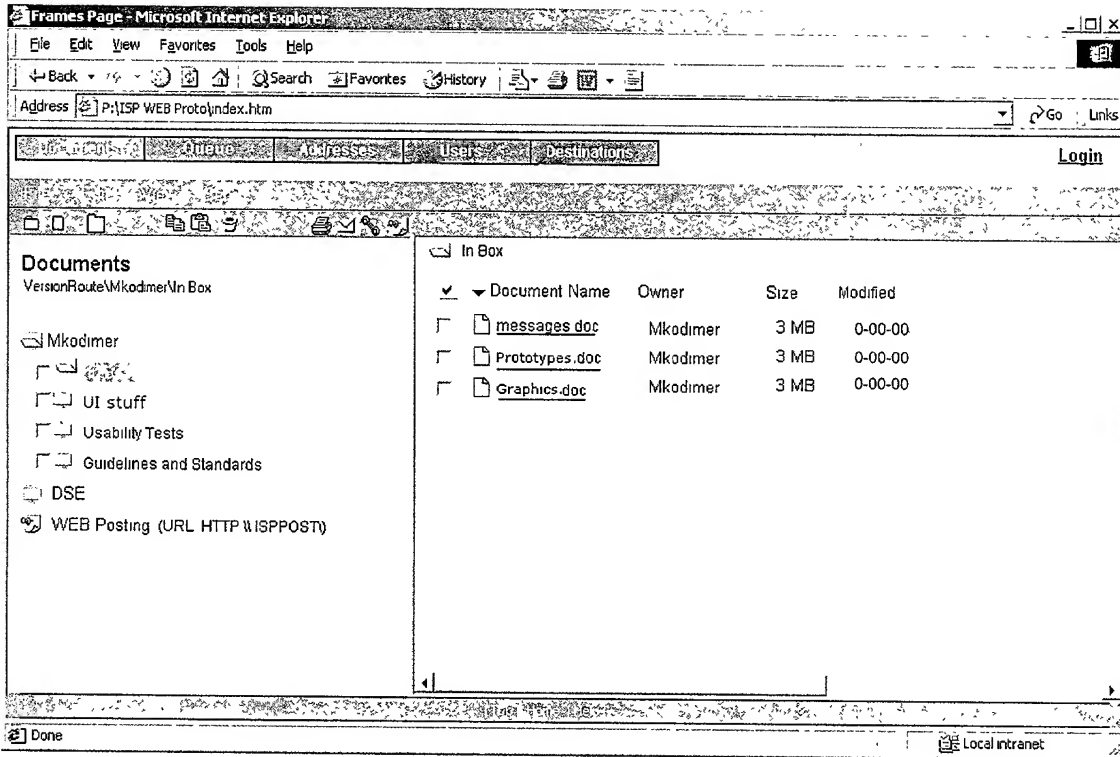 Frames Page - Microsoft Internet Explorer
File Edit View Favorites Tools Help
Back Search Favorites History
Address P:\ISP WEB Proto\index.htm Go Links
Queue Addresses Users Destinations Login
Documents
VersionRoute\Mkodimer\In Box
Mkodimer
UI stuff
Usability Tests
Guidelines and Standards
DSE
WEB Posting (URL HTTP \\ ISPPOST\)
In Box
Document Name Owner Size Modified
messages doc Mkodimer 3 MB 0-00-00
Prototypes.doc Mkodimer 3 MB 0-00-00
Graphics.doc Mkodimer 3 MB 0-00-00
Done Local intranet